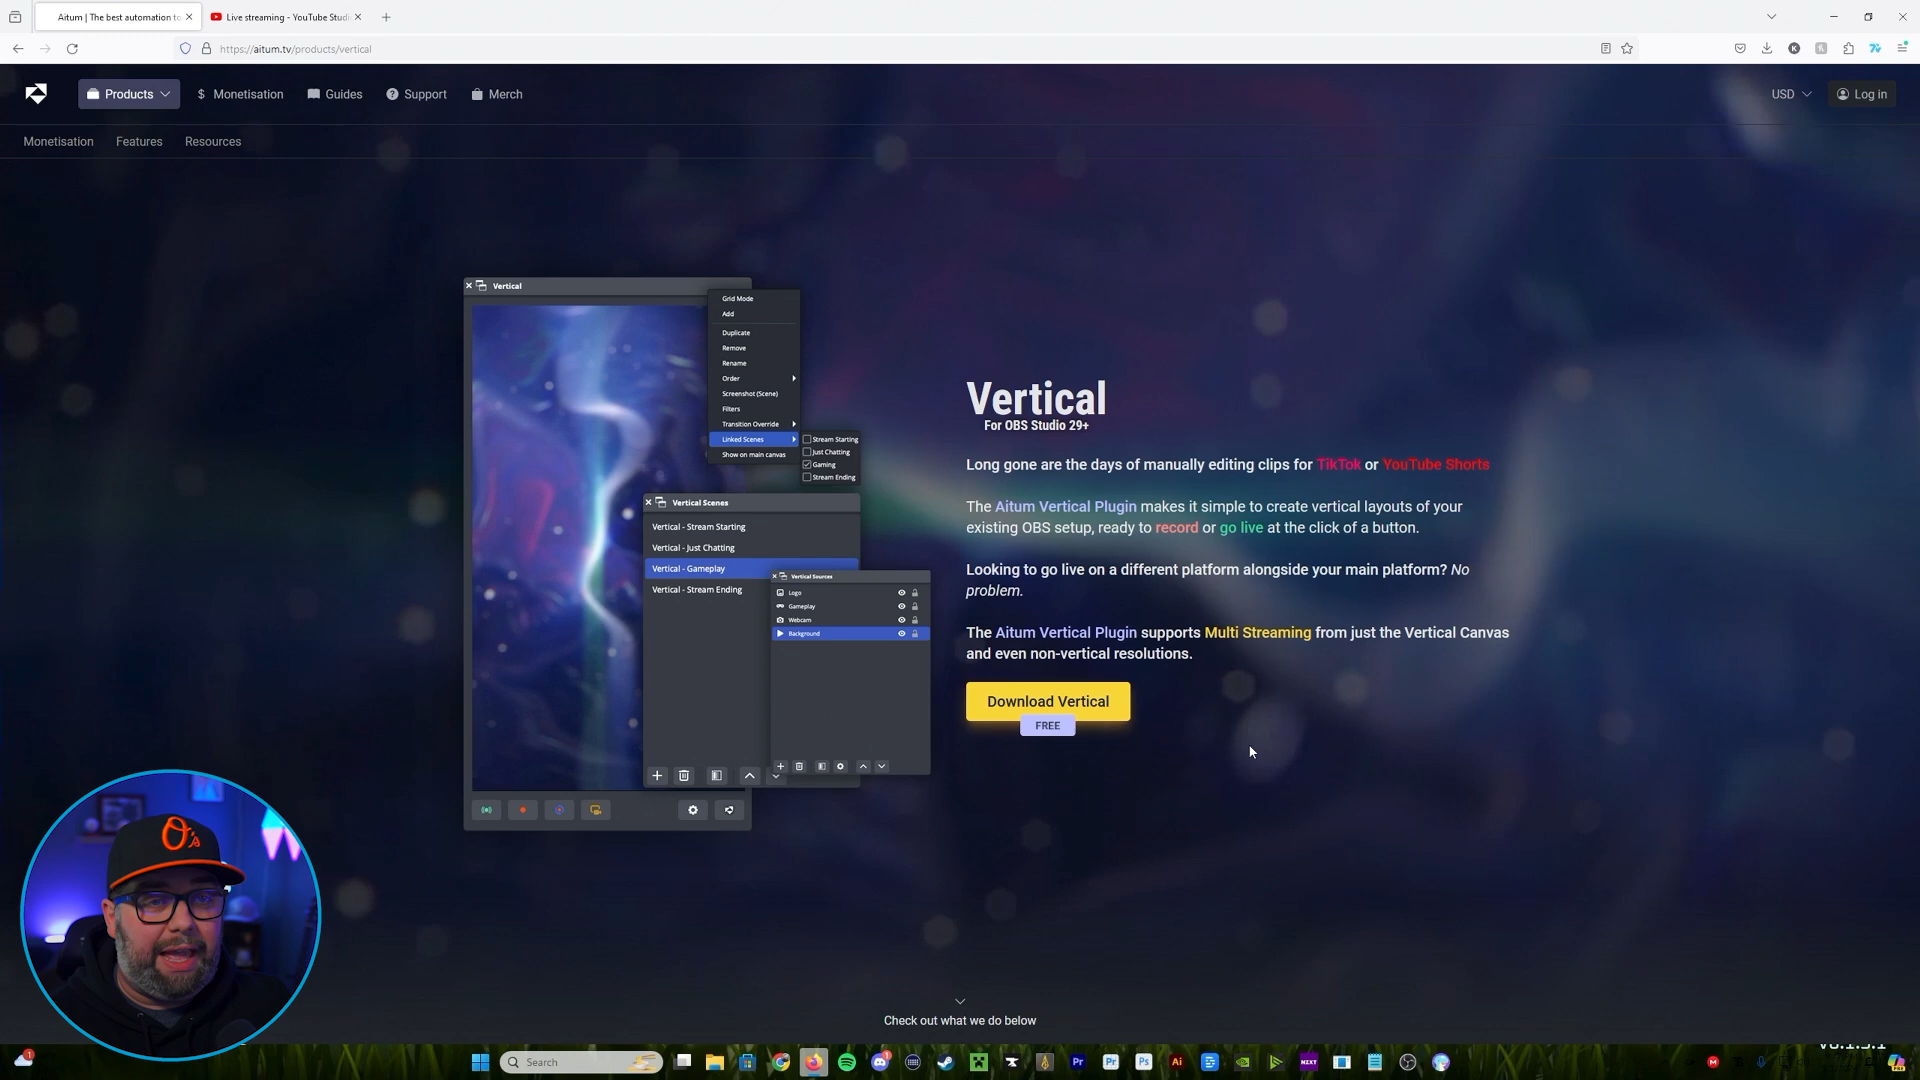 Aitum | The best automation to
Live streaming - YouTube Studi
https://aitum.tv/products/vertical
Products
Monetisation
Guides
Support
Merch
USD
Log in
Monetisation
Features
Resources
Vertical
Grid Mode
Add
Duplicate
Remove
Rename
Order
Screenshot (Scene)
Filters
Transition Override
Linked Scenes
Show on main canvas
Stream Starting
Just Chatting
Gaming
Stream Ending
Vertical Scenes
Vertical - Stream Starting
Vertical - Just Chatting
Vertical - Gameplay
Vertical - Stream Ending
Vertical Sources
Logo
Gameplay
Webcam
Background
Vertical
For OBS Studio 29+
Long gone are the days of manually editing clips for TikTok or YouTube Shorts
The Aitum Vertical Plugin makes it simple to create vertical layouts of your
existing OBS setup, ready to record or go live at the click of a button.
Looking to go live on a different platform alongside your main platform? No
problem.
The Aitum Vertical Plugin supports Multi Streaming from just the Vertical Canvas
and even non-vertical resolutions.
Download Vertical
FREE
O's
Check out what we do below
1
Search
1
Pr
Pr
Ps
Ai
NZXT